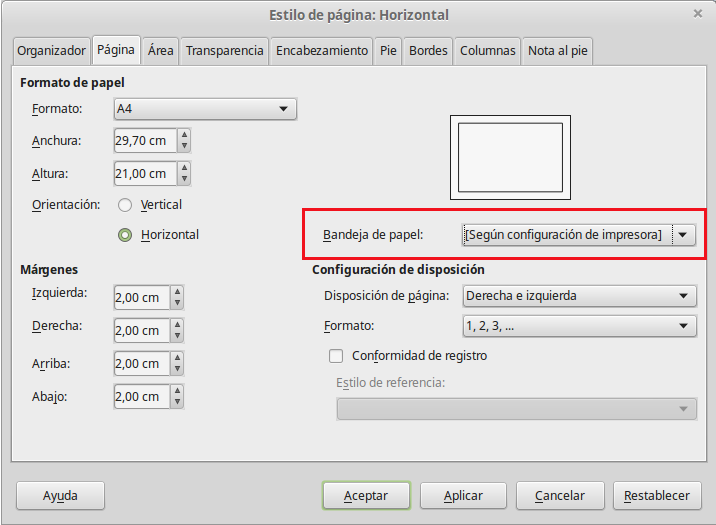 Estilo de página: Horizontal
Organizador Página Área Transparencia Encabezamiento Pie Bordes Columnas Nota al pie
Formato de papel
Formato: A4
Anchura: 29,70 cm
Altura: 21,00 cm
Orientación: Vertical
Horizontal
Bandeja de papel: [Según configuración de impresora]
Márgenes
Izquierda: 2,00 cm
Derecha: 2,00 cm
Arriba: 2,00 cm
Abajo: 2,00 cm
Configuración de disposición
Disposición de página: Derecha e izquierda
Formato: 1, 2, 3, ...
Conformidad de registro
Estilo de referencia:
Ayuda Aceptar Aplicar Cancelar Restablecer